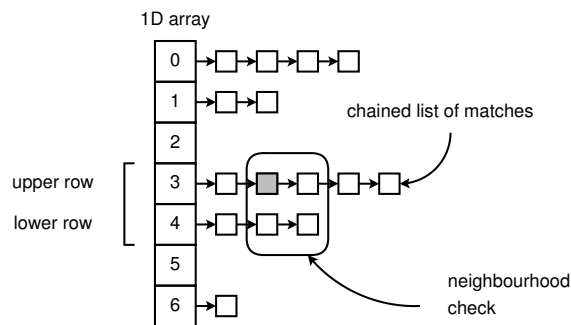 1D array
0
1
2
chained list of matches
upper row
3
lower row
4
5
neighbourhood
check
6